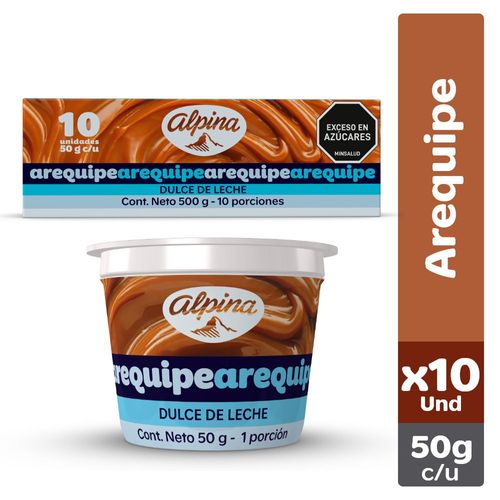 10
unidades
50 g c/u
alpina
EXCESO EN
AZÚCARES
MINSALUD
arequipearequipearequipearequipe
DULCE DE LECHE
Cont. Neto 500 g - 10 porciones
alpina
requipearequip
DULCE DE LECHE
Cont. Neto 50 g - 1 porción
Arequipe
x10
Und
50g
c/u